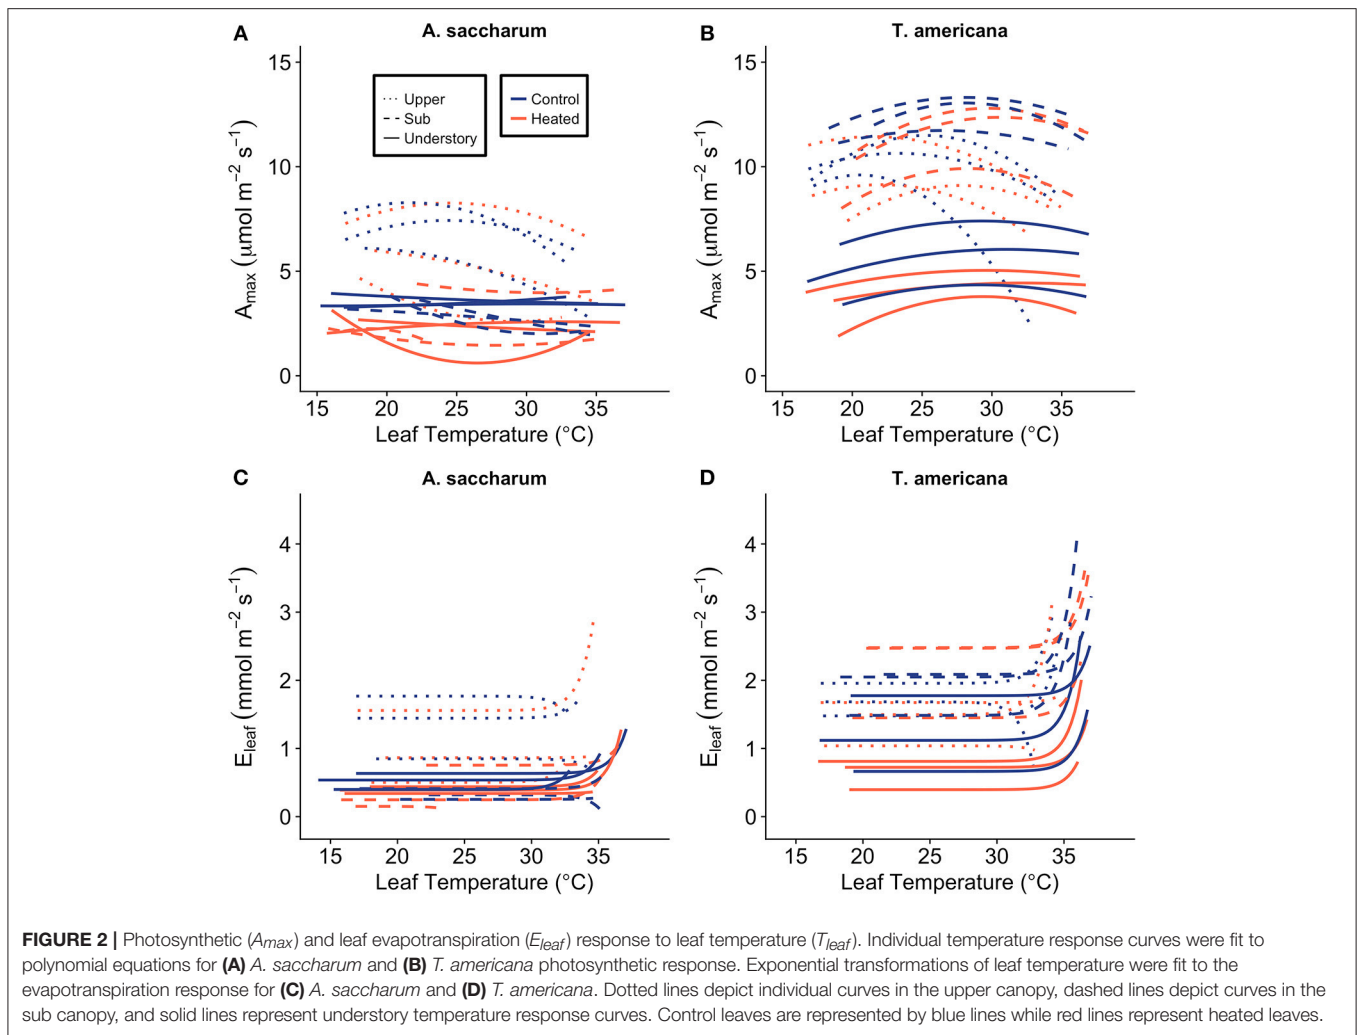 A
A. saccharum
15
10
5
0
Amax (μmol m−2 s−1)
Upper
Sub
Understory
Control
Heated
15 20 25 30 35
Leaf Temperature (°C)
B
T. americana
15
10
5
0
Amax (μmol m−2 s−1)
15 20 25 30 35
Leaf Temperature (°C)
C
A. saccharum
4
3
2
1
0
Eleaf (mmol m−2 s−1)
15 20 25 30 35
Leaf Temperature (°C)
D
T. americana
4
3
2
1
0
Eleaf (mmol m−2 s−1)
15 20 25 30 35
Leaf Temperature (°C)
FIGURE 2 | Photosynthetic (Amax) and leaf evapotranspiration (Eleaf) response to leaf temperature (Tleaf). Individual temperature response curves were fit to
polynomial equations for (A) A. saccharum and (B) T. americana photosynthetic response. Exponential transformations of leaf temperature were fit to the
evapotranspiration response for (C) A. saccharum and (D) T. americana. Dotted lines depict individual curves in the upper canopy, dashed lines depict curves in the
sub canopy, and solid lines represent understory temperature response curves. Control leaves are represented by blue lines while red lines represent heated leaves.